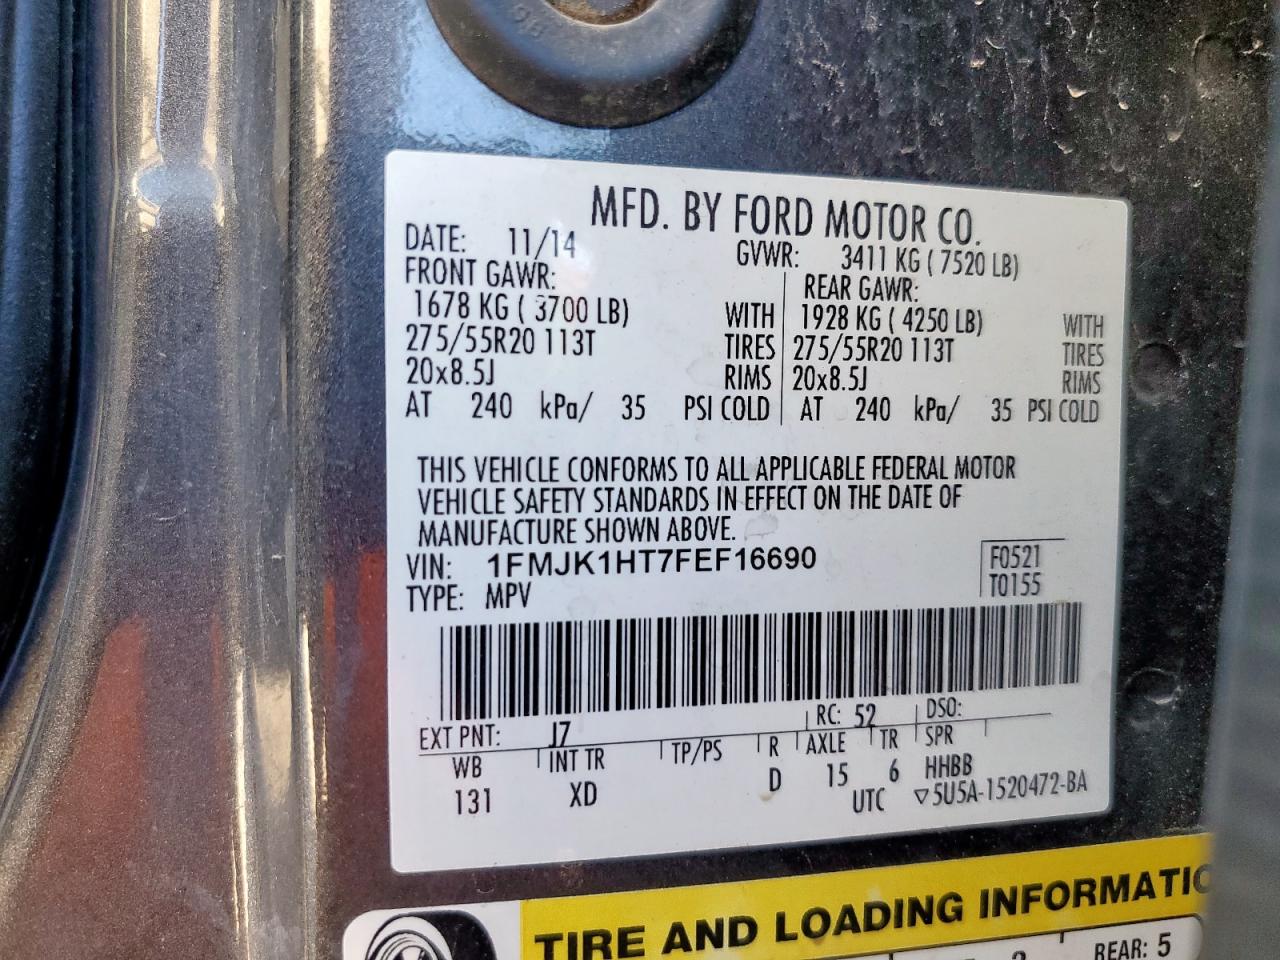 MFD. BY FORD MOTOR CO.
DATE: 11/14 GVWR: 3411 KG ( 7520 LB)
FRONT GAWR: REAR GAWR:
1678 KG ( 3700 LB) WITH 1928 KG ( 4250 LB) WITH
275/55R20 113T TIRES 275/55R20 113T TIRES
20x8.5J RIMS 20x8.5J RIMS
AT 240 kPa/ 35 PSI COLD AT 240 kPa/ 35 PSI COLD
THIS VEHICLE CONFORMS TO ALL APPLICABLE FEDERAL MOTOR
VEHICLE SAFETY STANDARDS IN EFFECT ON THE DATE OF
MANUFACTURE SHOWN ABOVE.
VIN: 1FMJK1HT7FEF16690 F0521
TYPE: MPV T0155
EXT PNT: J7 RC: 52 DSO:
WB INT TR TP/PS R AXLE TR SPR
131 XD D 15 6 HHBB
UTC ▽5U5A-1520472-BA
TIRE AND LOADING INFORMATIO
REAR: 5